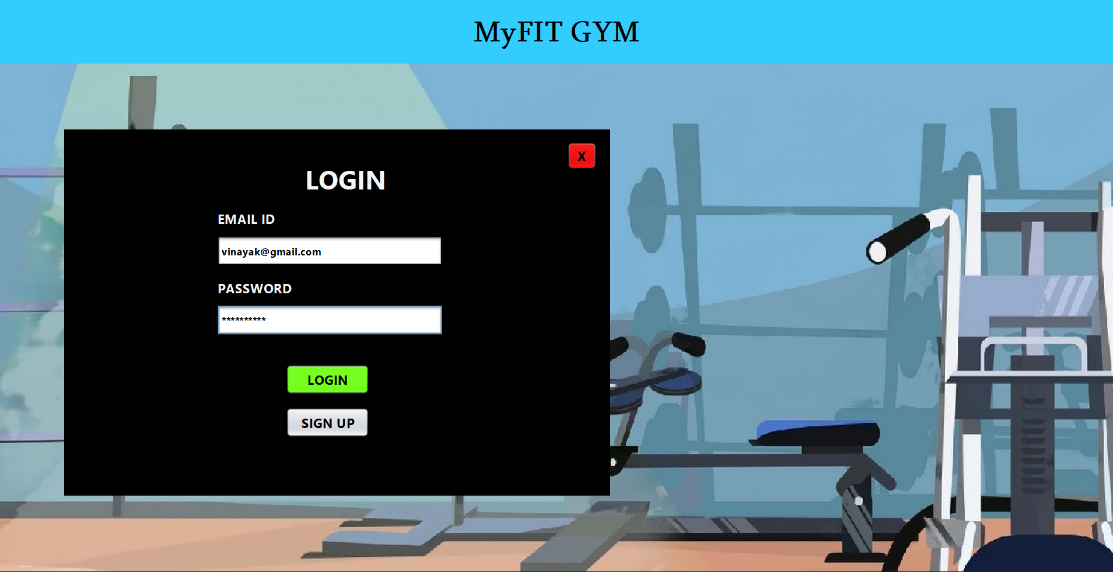 MyFIT GYM
X
LOGIN
EMAIL ID
vinayak@gmail.com
PASSWORD
**********
LOGIN
SIGN UP